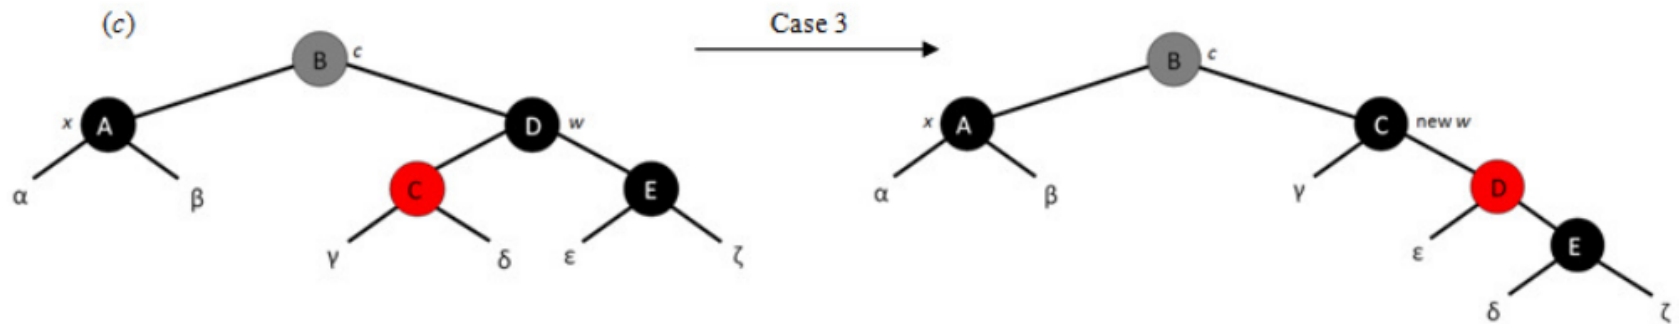 (c) Case 3
B c B c
x A D w x A C new w
α β C E α β γ D
γ δ ε ζ ε E
δ ζ